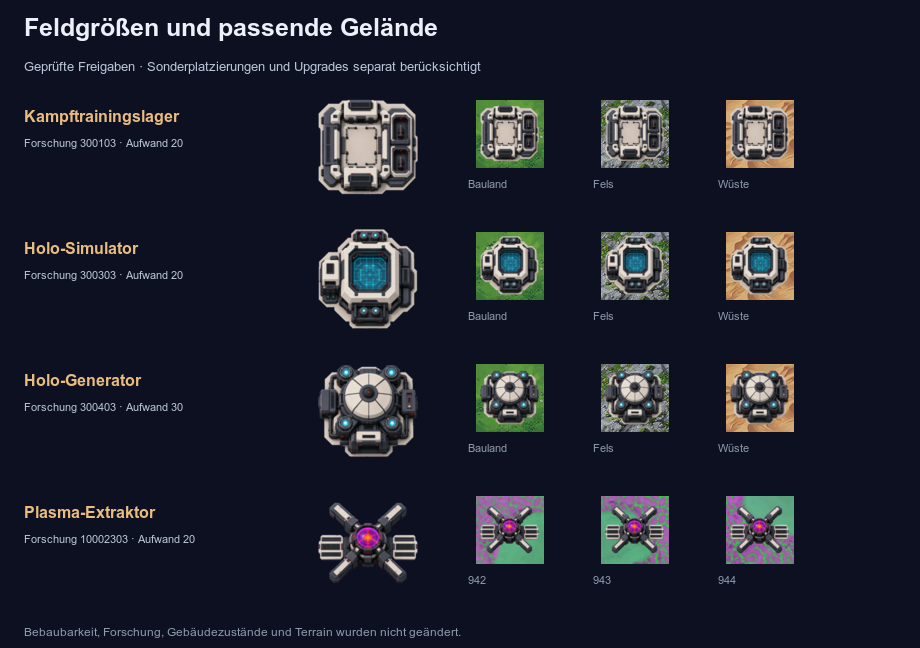 Feldgrößen und passende Gelände
Geprüfte Freigaben · Sonderplatzierungen und Upgrades separat berücksichtigt
Kampftrainingslager
Forschung 300103 · Aufwand 20
Bauland
Fels
Wüste
Holo-Simulator
Forschung 300303 · Aufwand 20
Bauland
Fels
Wüste
Holo-Generator
Forschung 300403 · Aufwand 30
Bauland
Fels
Wüste
Plasma-Extraktor
Forschung 10002303 · Aufwand 20
942
943
944
Bebaubarkeit, Forschung, Gebäudezustände und Terrain wurden nicht geändert.